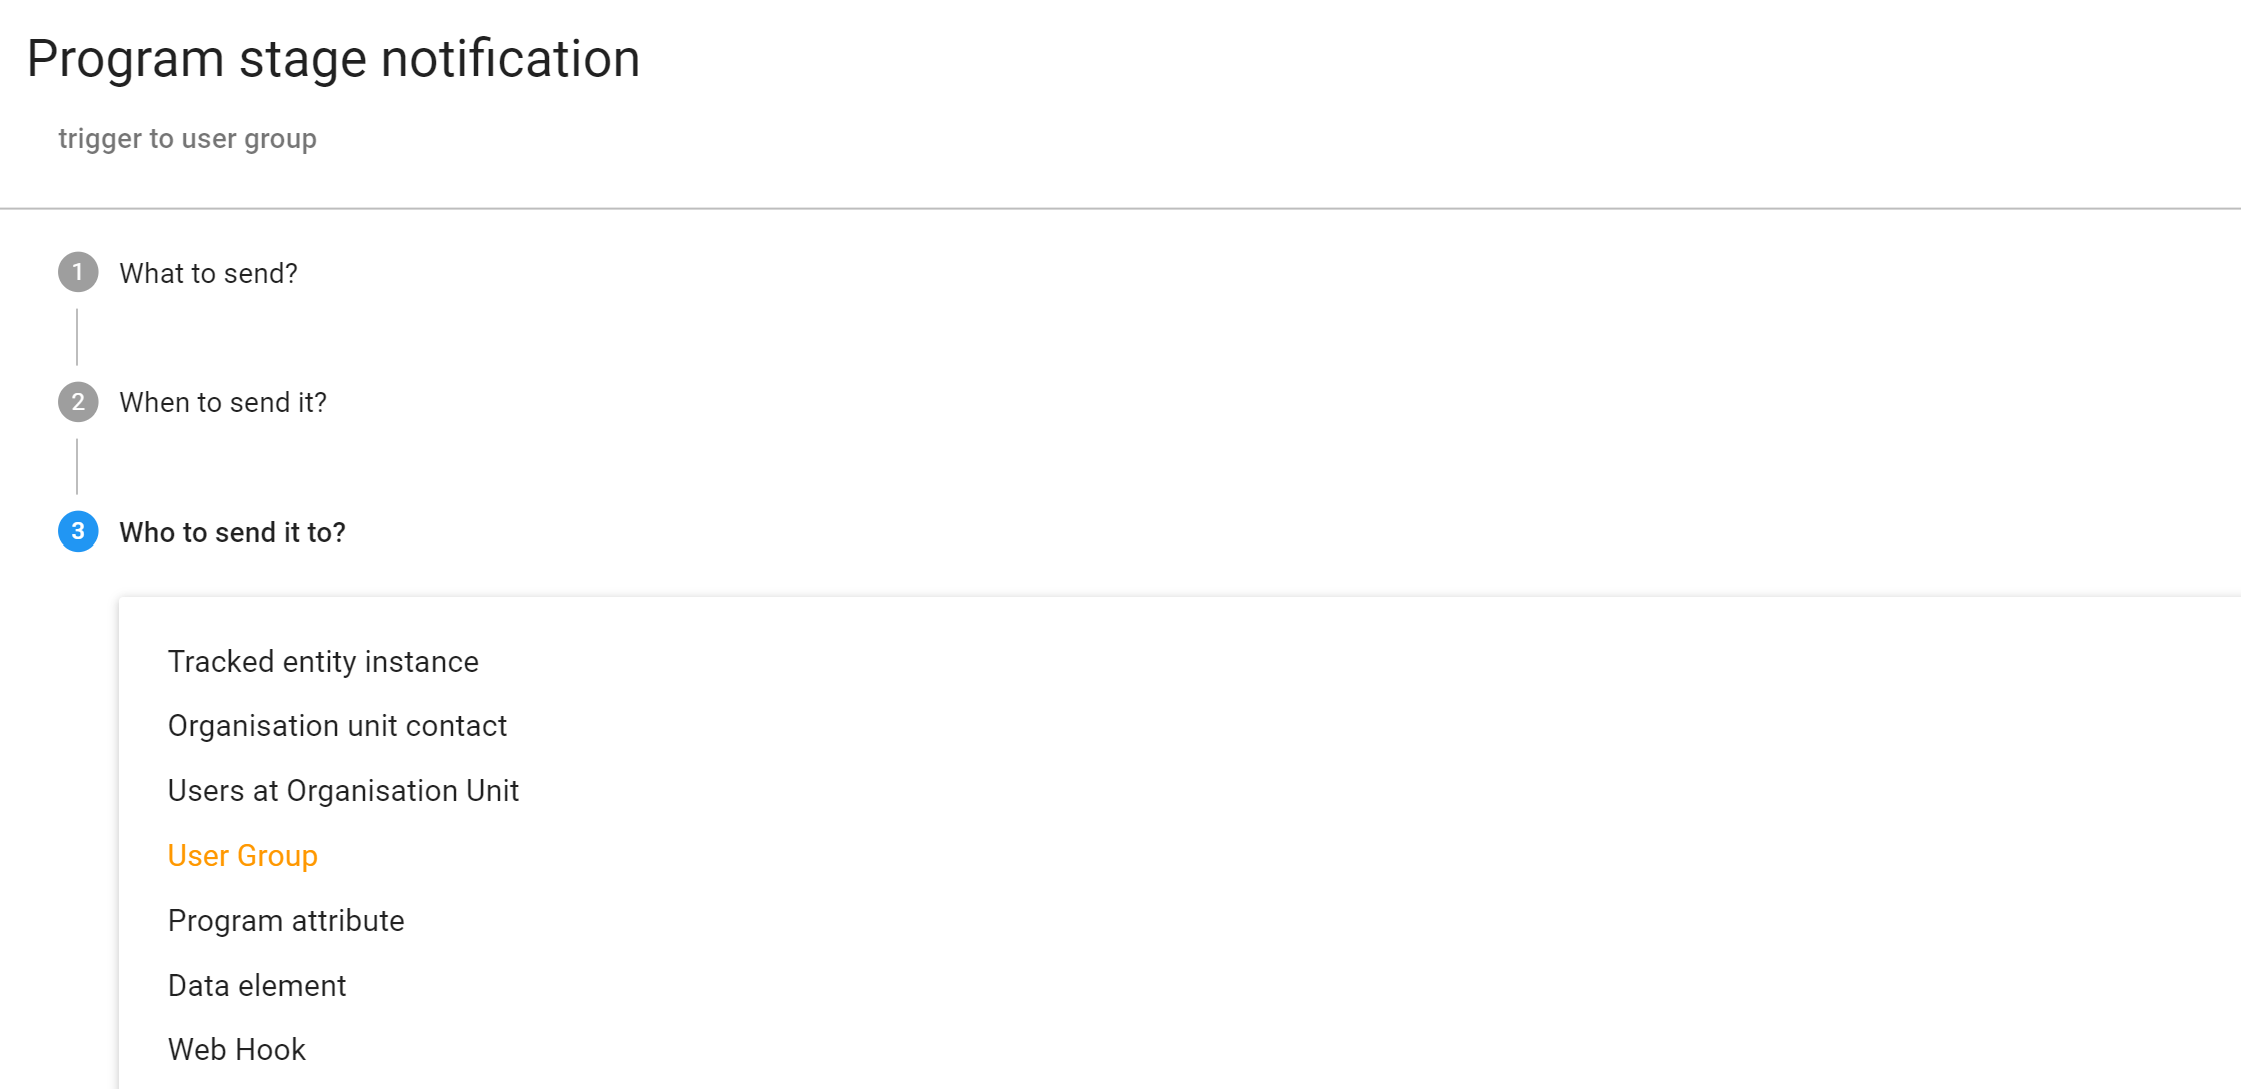 Program stage notification
trigger to user group
1 What to send?
2 When to send it?
3 Who to send it to?
Tracked entity instance
Organisation unit contact
Users at Organisation Unit
User Group
Program attribute
Data element
Web Hook